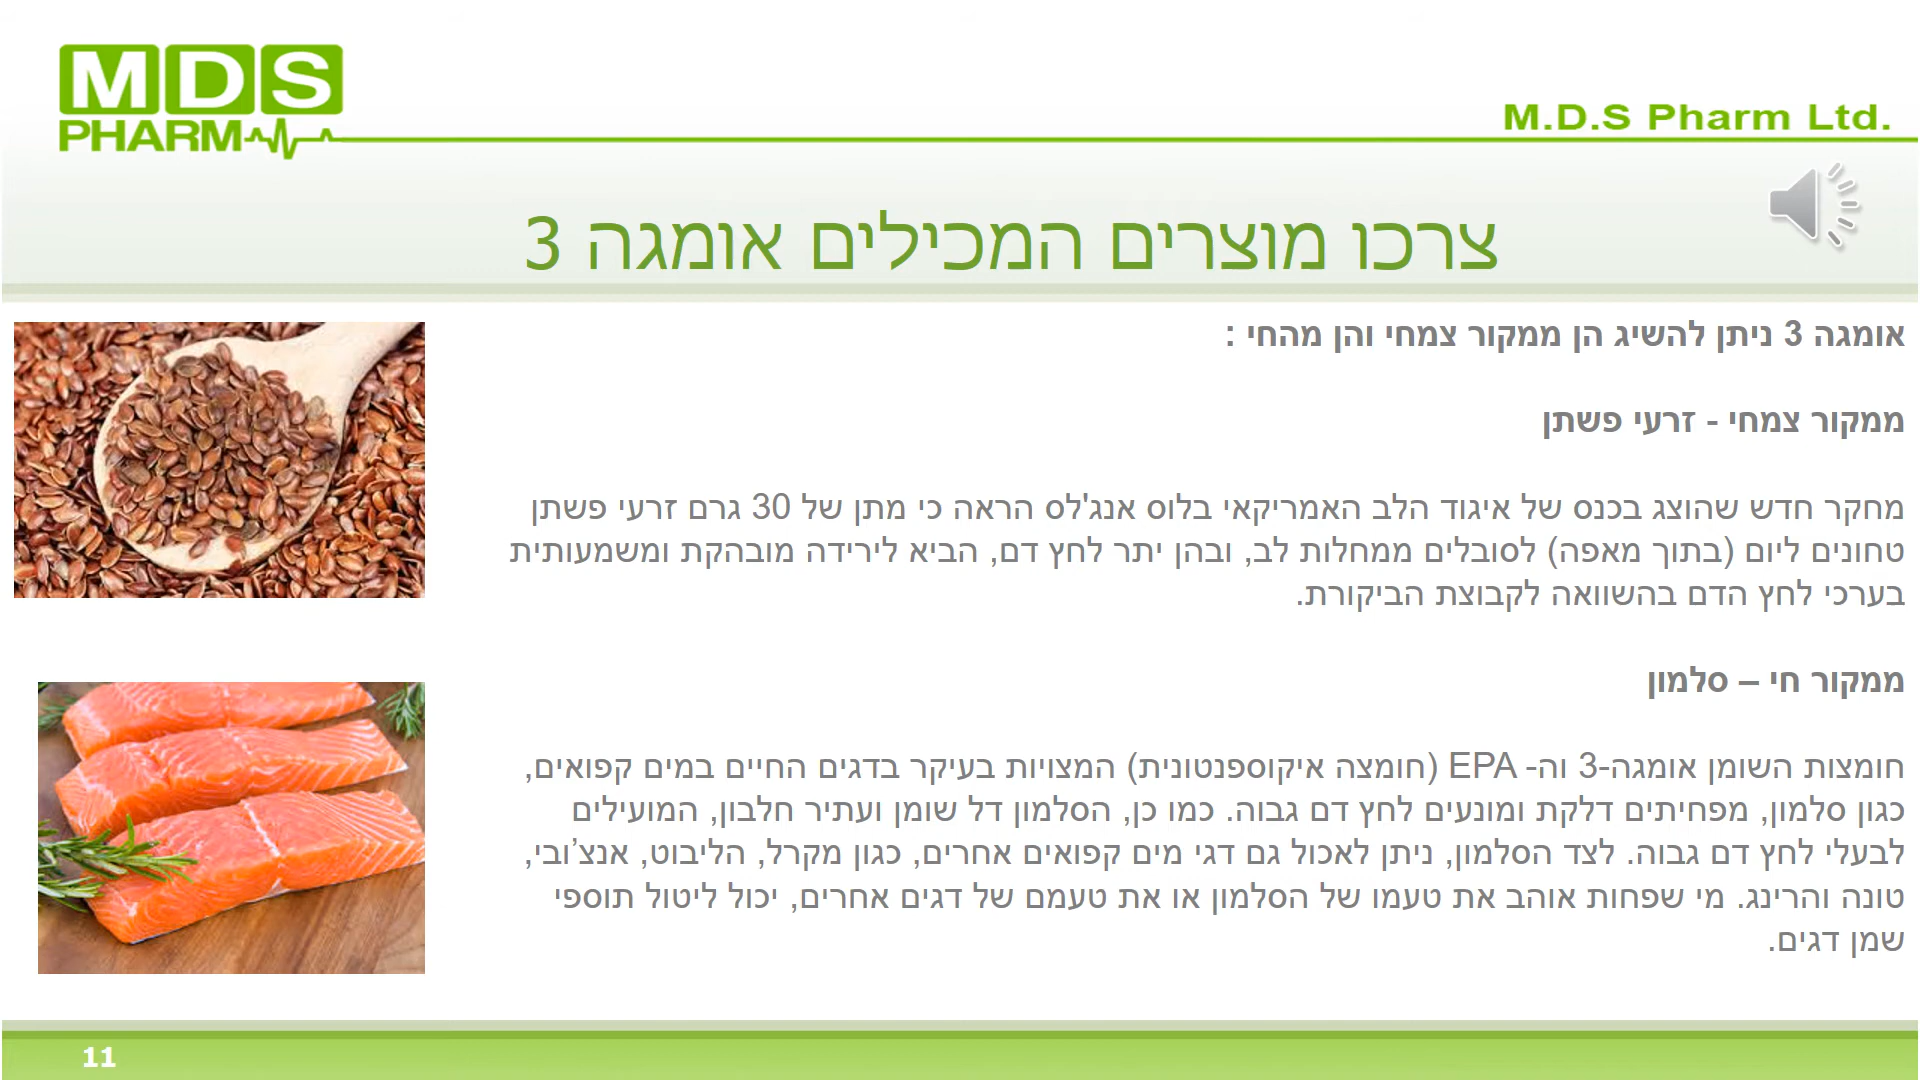 MDS
PHARM
M.D.S Pharm Ltd.
צרכו מוצרים המכילים אומגה 3
אומגה 3 ניתן להשיג הן ממקור צמחי והן מהחי :
ממקור צמחי - זרעי פשתן
מחקר חדש שהוצג בכנס של איגוד הלב האמריקאי בלוס אנג'לס הראה כי מתן של 30 גרם זרעי פשתן
טחונים ליום (בתוך מאפה) לסובלים ממחלות לב, ובהן יתר לחץ דם, הביא לירידה מובהקת ומשמעותית
בערכי לחץ הדם בהשוואה לקבוצת הביקורת.
ממקור חי – סלמון
חומצות השומן אומגה-3 וה- EPA (חומצה איקוספנטונית) המצויות בעיקר בדגים החיים במים קפואים,
כגון סלמון, מפחיתים דלקת ומונעים לחץ דם גבוה. כמו כן, הסלמון דל שומן ועתיר חלבון, המועילים
לבעלי לחץ דם גבוה. לצד הסלמון, ניתן לאכול גם דגי מים קפואים אחרים, כגון מקרל, הליבוט, אנצ’ובי,
טונה והרינג. מי שפחות אוהב את טעמו של הסלמון או את טעמם של דגים אחרים, יכול ליטול תוספי
שמן דגים.
11